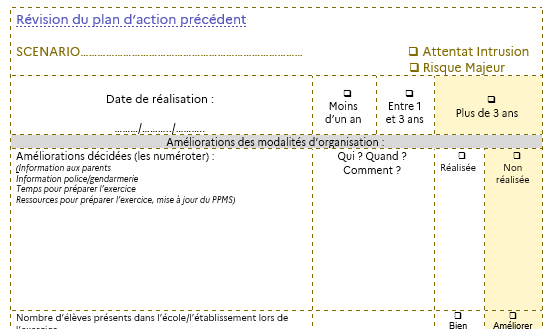 Révision du plan d'action précédent
SCENARIO……………………………………………………………… ❑ Attentat Intrusion
❑ Risque Majeur
Date de réalisation :
………/………../………..
❑
Moins
d'un an
❑
Entre 1
et 3 ans
❑
Plus de 3 ans
Améliorations des modalités d'organisation :
Améliorations décidées (les numéroter) :
(Information aux parents
Information police/gendarmerie
Temps pour préparer l'exercice
Ressources pour préparer l'exercice, mise à jour du PPMS)
Qui ? Quand ?
Comment ?
❑
Réalisée
❑
Non
réalisée
Nombre d'élèves présents dans l'école/l'établissement lors de
l'exercice
❑
Bien
❑
Améliorer